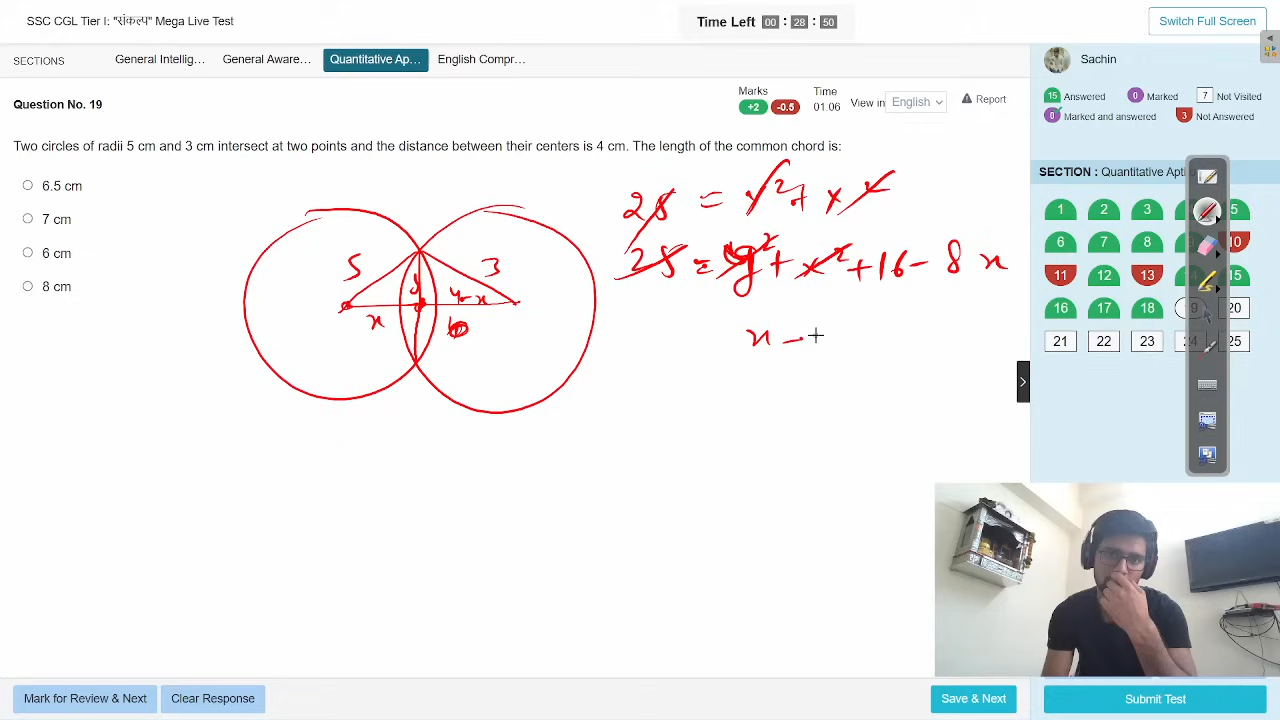 SSC CGL Tier I: "संकल्प" Mega Live Test
Time Left 00 : 28 : 50
Switch Full Screen
SECTIONS General Intellig... General Aware... Quantitative Ap... English Compr...
Sachin
Question No. 19
Marks
+2 -0.5
Time
01.06
View in English
Report
15 Answered 0 Marked 7 Not Visited
0 Marked and answered 3 Not Answered
Two circles of radii 5 cm and 3 cm intersect at two points and the distance between their centers is 4 cm. The length of the common chord is:
6.5 cm
7 cm
6 cm
8 cm
5 3
y
x 4-x
25 = y²+ x²
25 = y²+ x²+16- 8x
x -
SECTION : Quantitative Apti
1 2 3 5
6 7 8 10
11 12 13 15
16 17 18 9 20
21 22 23 24 25
Mark for Review & Next Clear Response Save & Next Submit Test